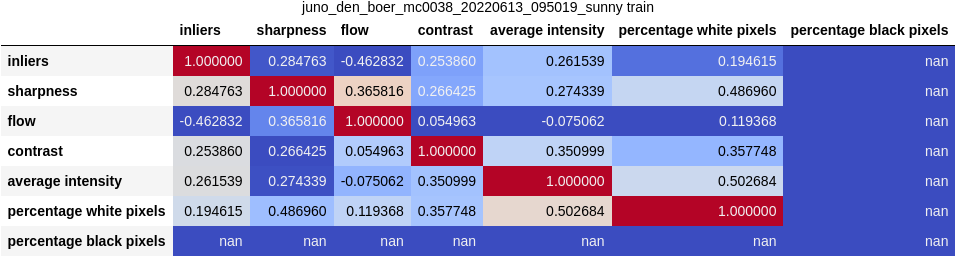 juno_den_boer_mc0038_20220613_095019_sunny train
inliers sharpness flow contrast average intensity percentage white pixels percentage black pixels
inliers 1.000000 0.284763 -0.462832 0.253860 0.261539 0.194615 nan
sharpness 0.284763 1.000000 0.365816 0.266425 0.274339 0.486960 nan
flow -0.462832 0.365816 1.000000 0.054963 -0.075062 0.119368 nan
contrast 0.253860 0.266425 0.054963 1.000000 0.350999 0.357748 nan
average intensity 0.261539 0.274339 -0.075062 0.350999 1.000000 0.502684 nan
percentage white pixels 0.194615 0.486960 0.119368 0.357748 0.502684 1.000000 nan
percentage black pixels nan nan nan nan nan nan nan